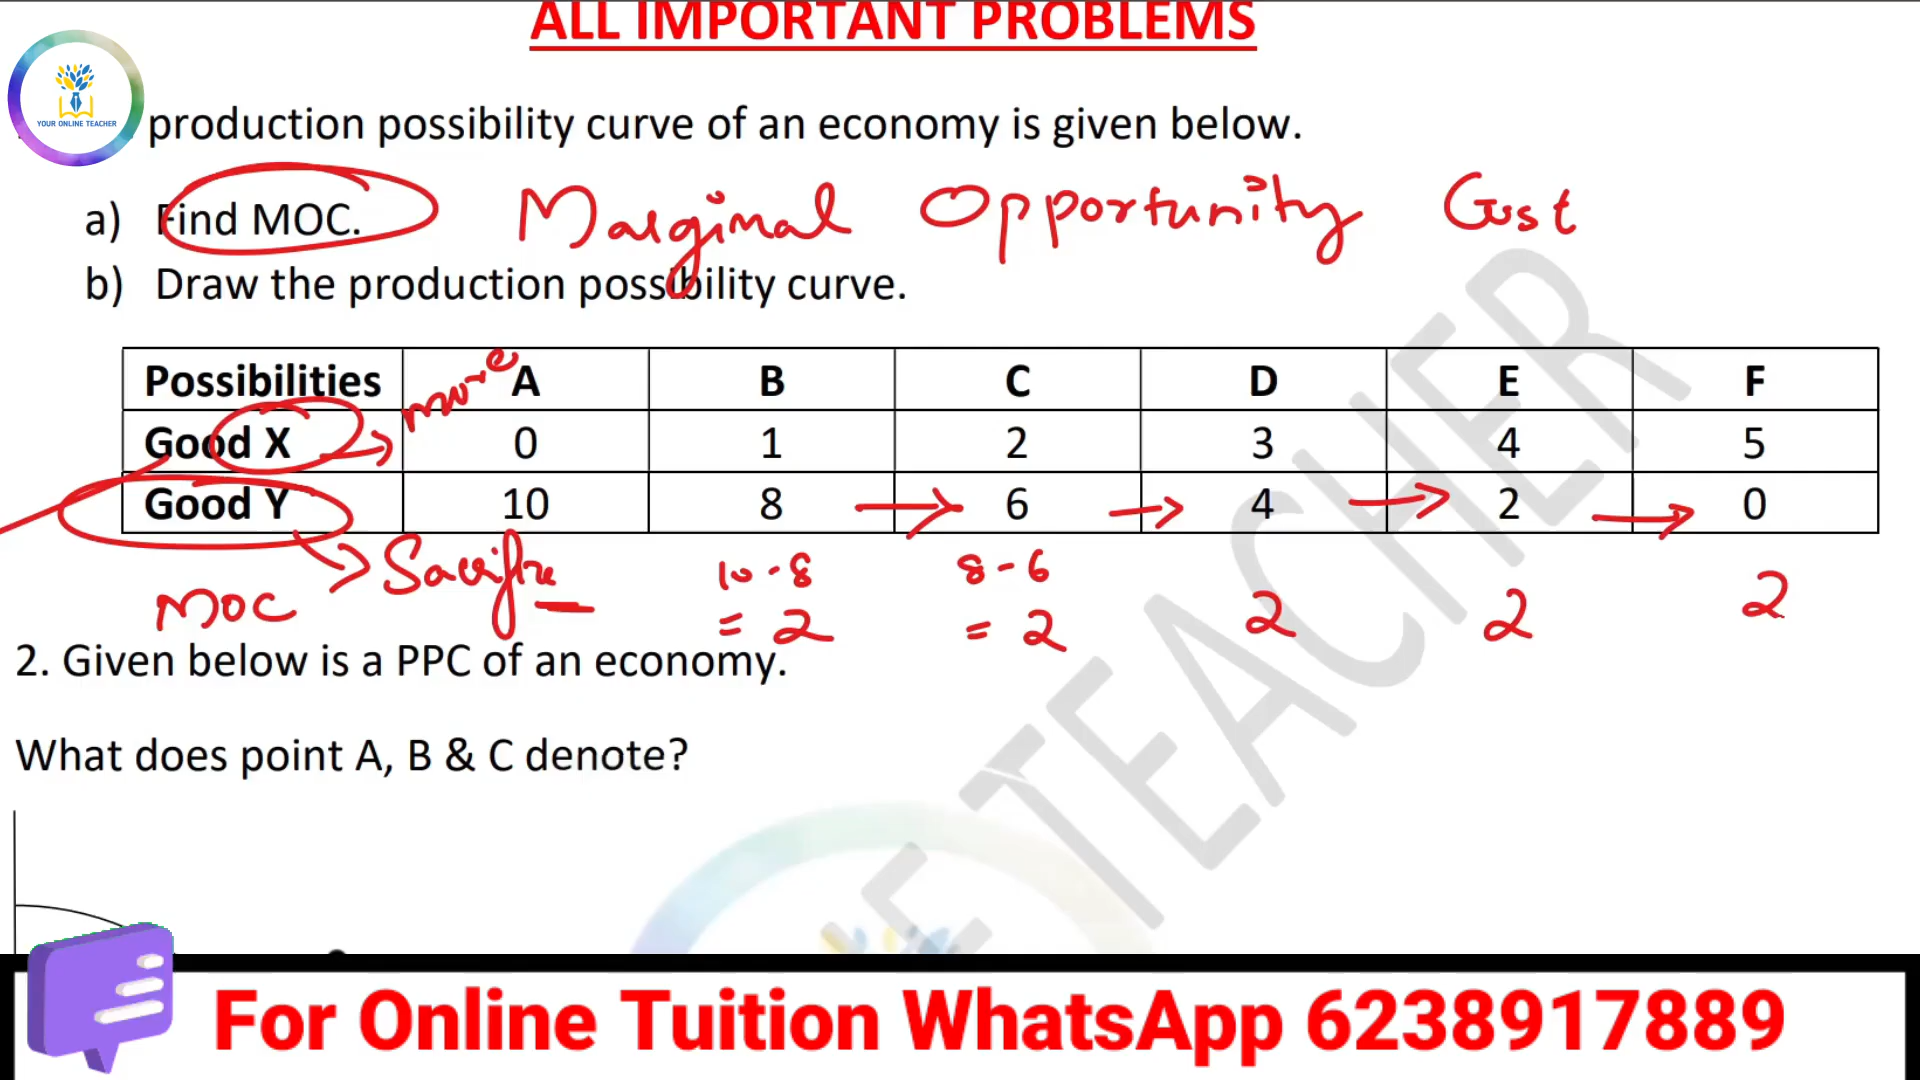 ALL IMPORTANT PROBLEMS
YOUR ONLINE TEACHER
production possibility curve of an economy is given below.
a) Find MOC. Marginal Opportunity Cost
b) Draw the production possibility curve.
more
Possibilities A B C D E F
Good X 0 1 2 3 4 5
Good Y 10 8 6 4 2 0
MOC Sacrifice 10-8 = 2 8-6 = 2 2 2 2
2. Given below is a PPC of an economy.
What does point A, B & C denote?
E TEACHER
For Online Tuition WhatsApp 6238917889